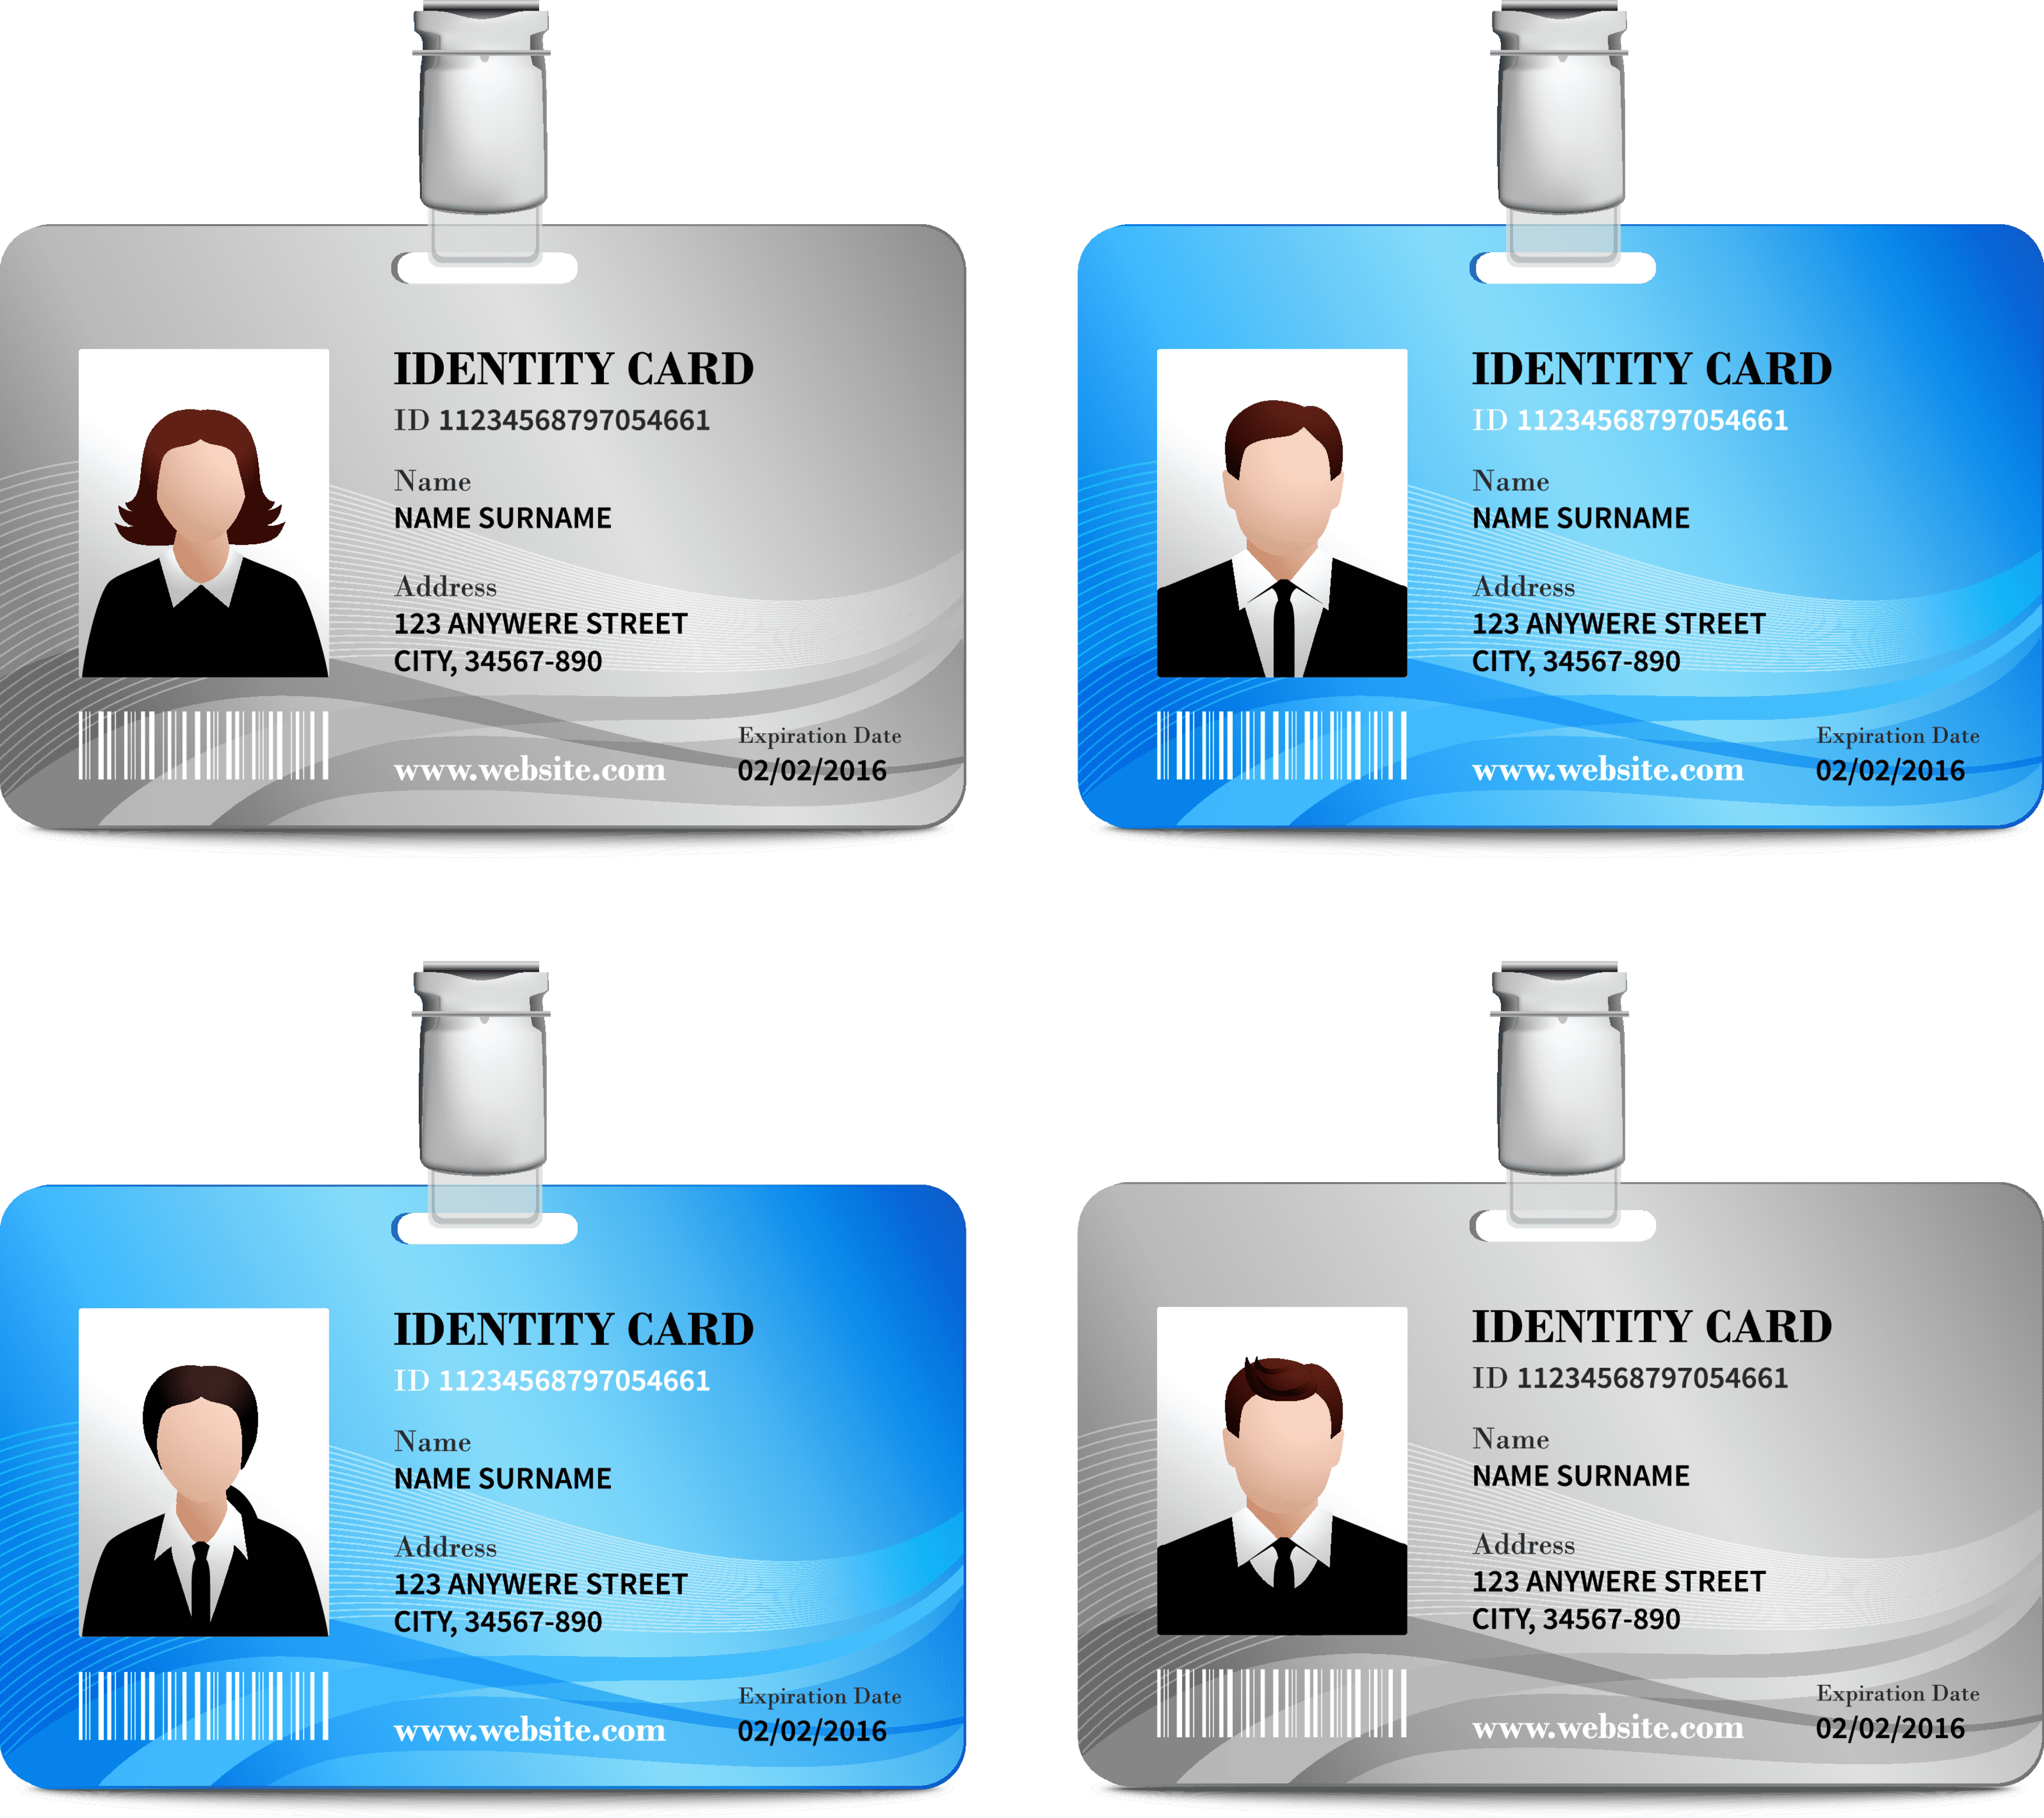 IDENTITY CARD
ID 11234568797054661
Name
NAME SURNAME
Address
123 ANYWERE STREET
CITY, 34567-890
www.website.com
Expiration Date
02/02/2016
IDENTITY CARD
ID 11234568797054661
Name
NAME SURNAME
Address
123 ANYWERE STREET
CITY, 34567-890
www.website.com
Expiration Date
02/02/2016
IDENTITY CARD
ID 11234568797054661
Name
NAME SURNAME
Address
123 ANYWERE STREET
CITY, 34567-890
www.website.com
Expiration Date
02/02/2016
IDENTITY CARD
ID 11234568797054661
Name
NAME SURNAME
Address
123 ANYWERE STREET
CITY, 34567-890
www.website.com
Expiration Date
02/02/2016